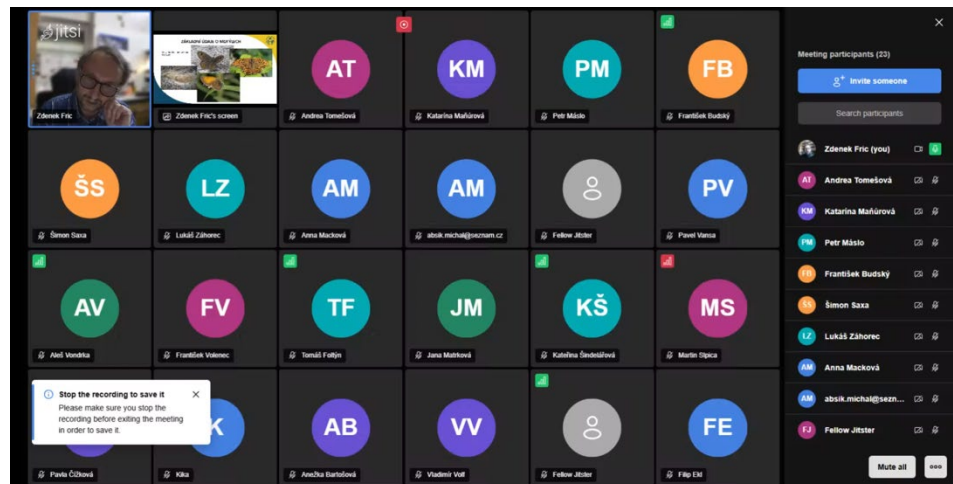 jitsi
Zdenek Fric
ZÁKLADNÍ ÚDAJE O MOTÝLECH
Zdenek Fric's screen
AT
Andrea Tomešová
KM
Katarína Maňúrová
PM
Petr Máslo
FB
František Budský
ŠS
Šimon Saxa
LZ
Lukáš Záhorec
AM
Anna Macková
AM
absik.michal@seznam.cz
Fellow Jitster
PV
Pavel Vansa
AV
Aleš Vondrka
FV
František Volenec
TF
Tomáš Foltýn
JM
Jana Matrková
KŠ
Kateřina Šindelářová
MS
Martin Stpica
Stop the recording to save it
Please make sure you stop the
recording before exiting the meeting
in order to save it.
Pavla Čížková
K
Kika
AB
Anežka Bartošová
VV
Vladimír Volf
Fellow Jitster
FE
Filip Ekl
Meeting participants (23)
Invite someone
Search participants
Zdenek Fric (you)
AT Andrea Tomešová
KM Katarína Maňúrová
PM Petr Máslo
FB František Budský
ŠS Šimon Saxa
LZ Lukáš Záhorec
AM Anna Macková
AM absik.michal@sezn...
FJ Fellow Jitster
Mute all